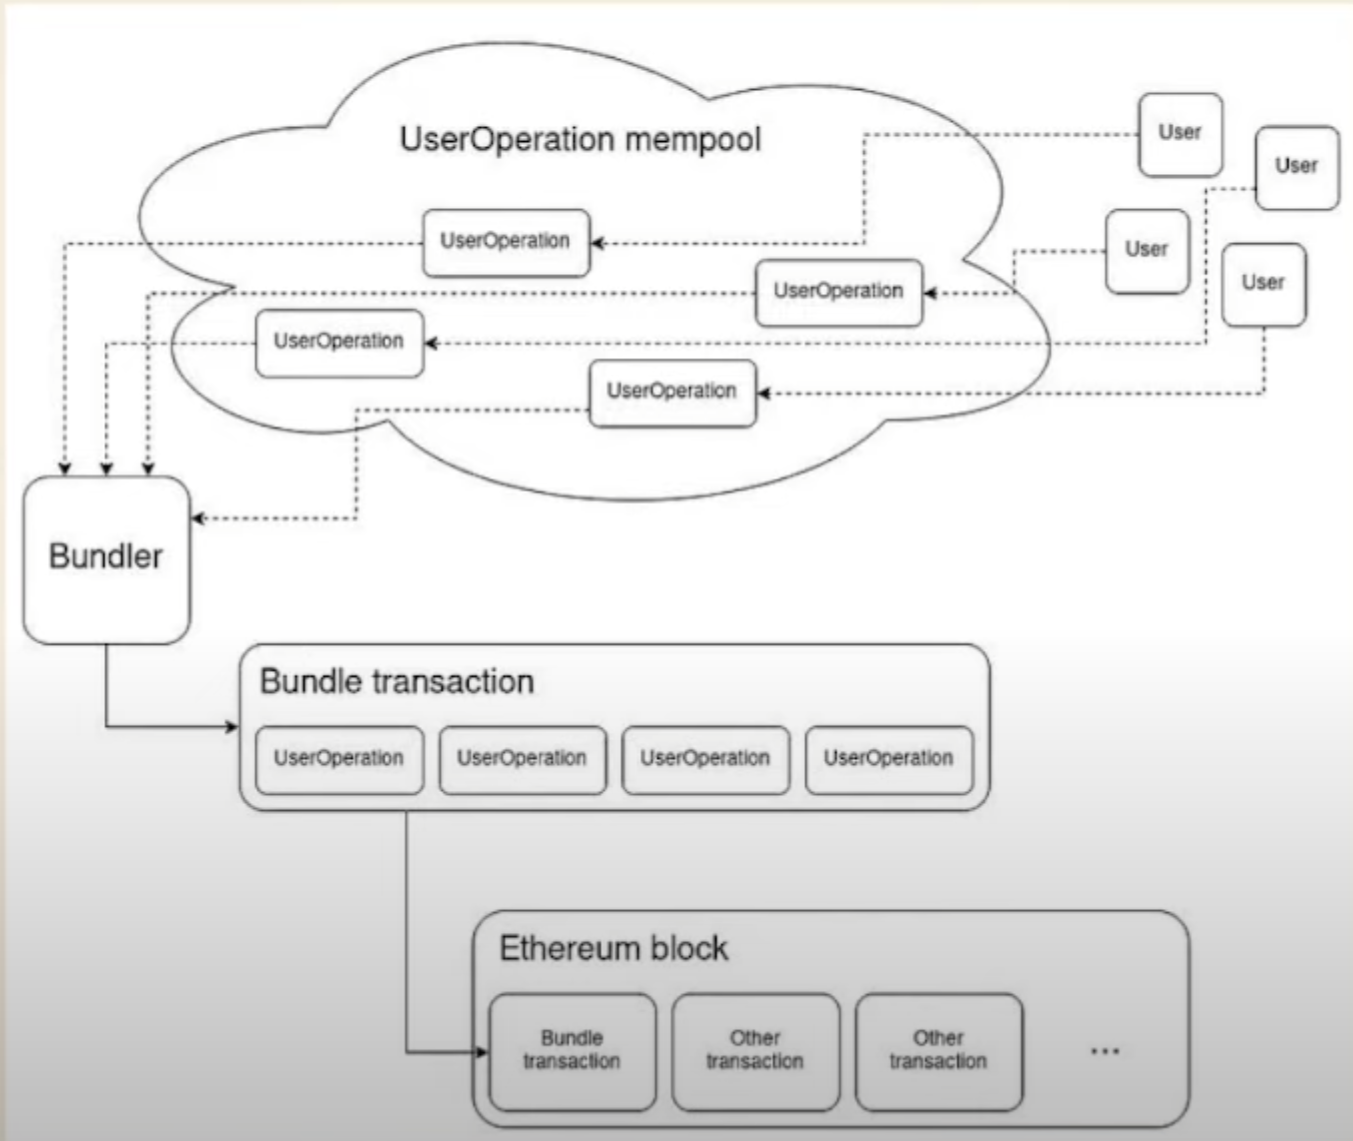 UserOperation mempool
User
User
UserOperation
User
UserOperation
User
UserOperation
UserOperation
Bundler
Bundle transaction
UserOperation
UserOperation
UserOperation
UserOperation
Ethereum block
Bundle
transaction
Other
transaction
Other
transaction
...